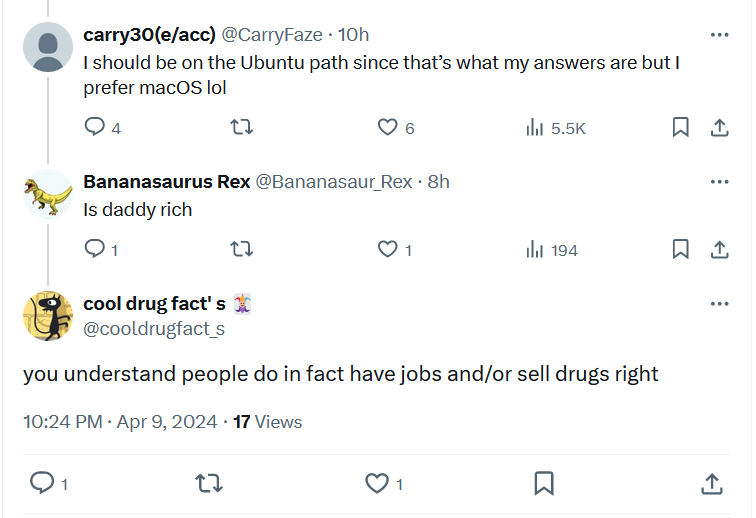 carry30(e/acc) @CarryFaze · 10h
I should be on the Ubuntu path since that’s what my answers are but I
prefer macOS lol
4 6 5.5K
Bananasaurus Rex @Bananasaur_Rex · 8h
Is daddy rich
1 1 194
cool drug fact' s 🃏
@cooldrugfact_s
you understand people do in fact have jobs and/or sell drugs right
10:24 PM · Apr 9, 2024 · 17 Views
1 1